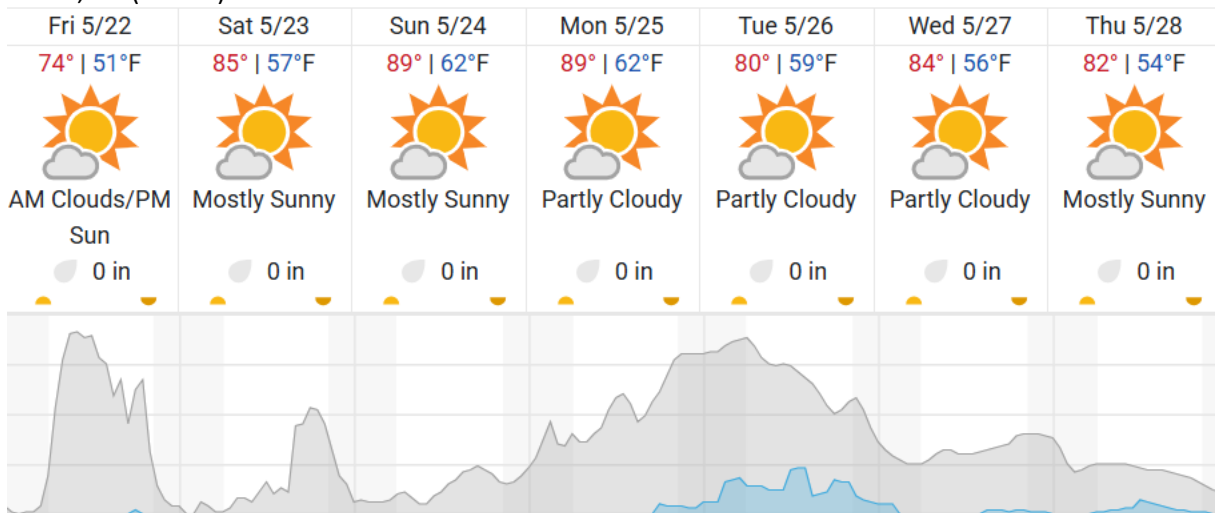 Fri 5/22 Sat 5/23 Sun 5/24 Mon 5/25 Tue 5/26 Wed 5/27 Thu 5/28
74° | 51°F 85° | 57°F 89° | 62°F 89° | 62°F 80° | 59°F 84° | 56°F 82° | 54°F
AM Clouds/PM Mostly Sunny Mostly Sunny Partly Cloudy Partly Cloudy Partly Cloudy Mostly Sunny
Sun
0 in 0 in 0 in 0 in 0 in 0 in 0 in